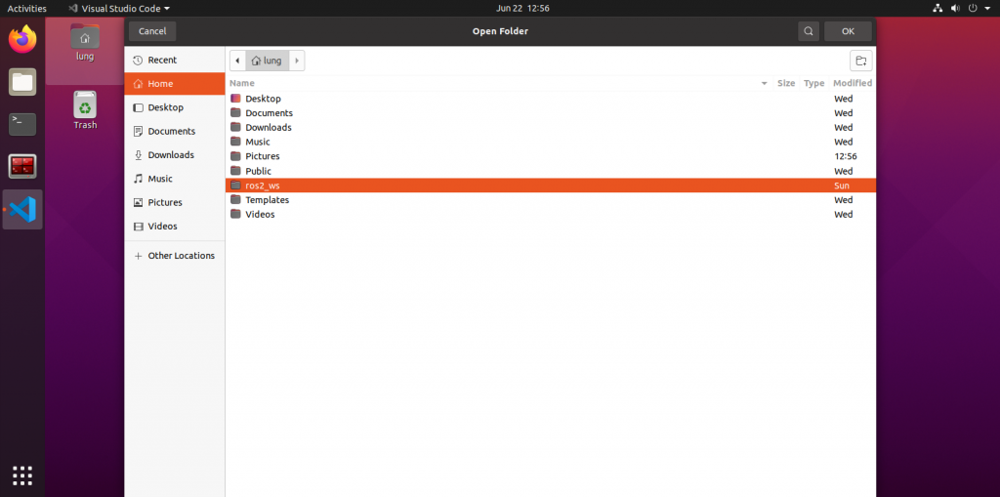 Activities
Visual Studio Code
Jun 22 12:56
Cancel
Open Folder
OK
lung
Trash
>_
Recent
Home
Desktop
Documents
Downloads
Music
Pictures
Videos
+ Other Locations
lung
Name Size Type Modified
Desktop Wed
Documents Wed
Downloads Wed
Music Wed
Pictures 12:56
Public Wed
ros2_ws Sun
Templates Wed
Videos Wed